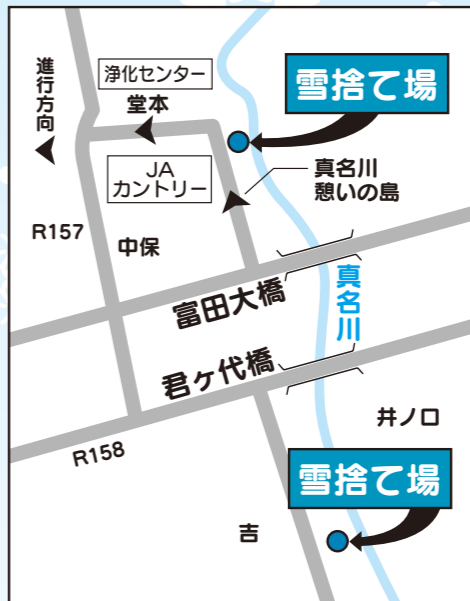 進行方向
浄化センター
堂本
雪捨て場
JA
カントリー
真名川
憩いの島
R157
中保
富田大橋
真名川
君ヶ代橋
井ノ口
R158
雪捨て場
吉